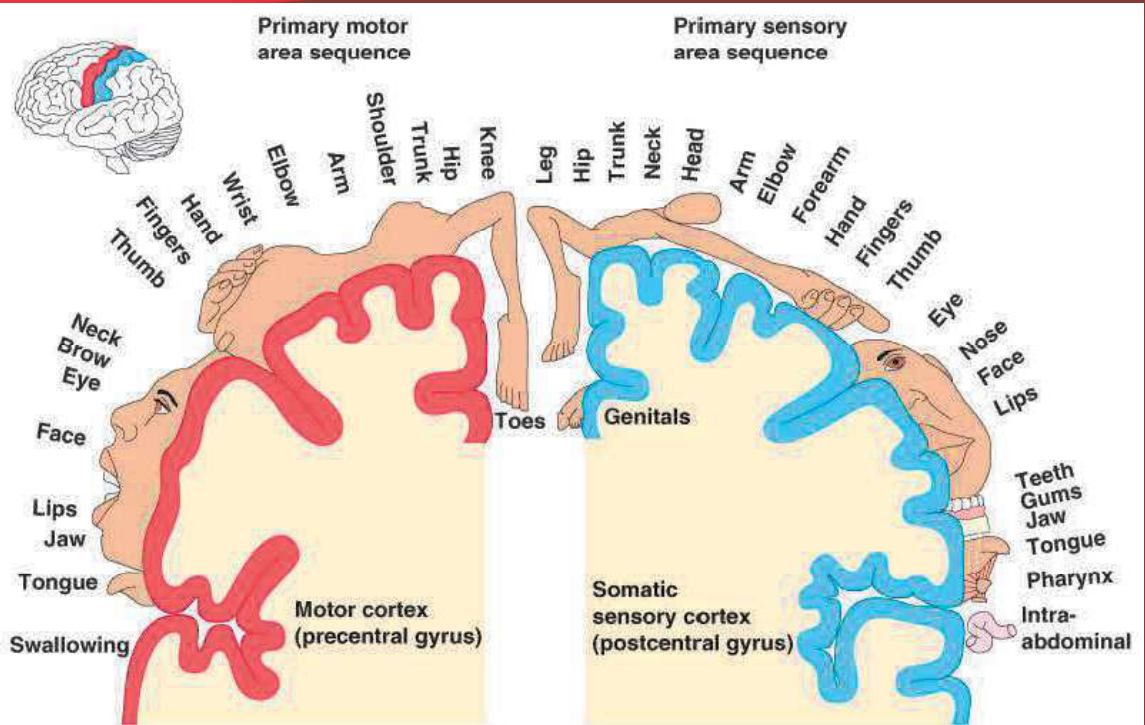 Primary motor
area sequence
Primary sensory
area sequence
Shoulder
Trunk
Hip
Knee
Arm
Elbow
Wrist
Hand
Fingers
Thumb
Neck
Brow
Eye
Face
Lips
Jaw
Tongue
Swallowing
Toes
Motor cortex
(precentral gyrus)
Leg
Hip
Trunk
Neck
Head
Arm
Elbow
Forearm
Hand
Fingers
Thumb
Eye
Nose
Face
Lips
Teeth
Gums
Jaw
Tongue
Pharynx
Intra-
abdominal
Genitals
Somatic
sensory cortex
(postcentral gyrus)